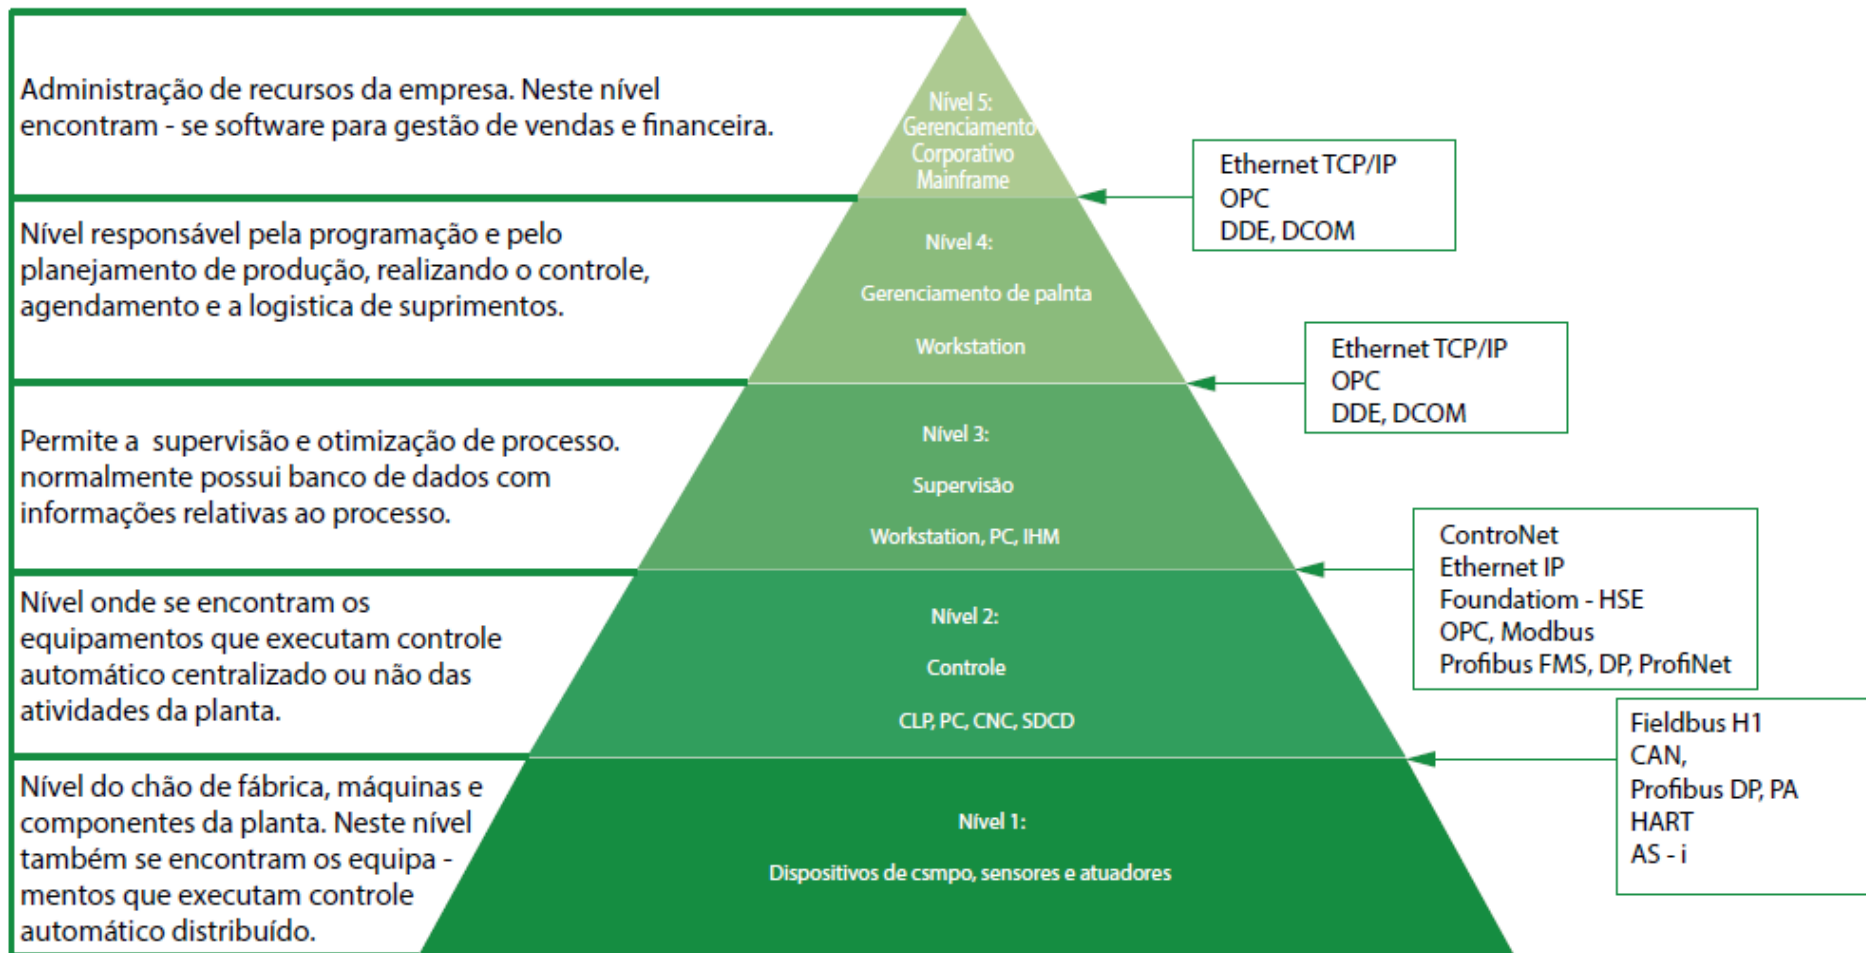 Administração de recursos da empresa. Neste nível
encontram - se software para gestão de vendas e financeira.
Nível 5:
Gerenciamento
Corporativo
Mainframe
Ethernet TCP/IP
OPC
DDE, DCOM
Nível responsável pela programação e pelo
planejamento de produção, realizando o controle,
agendamento e a logistica de suprimentos.
Nível 4:
Gerenciamento de palnta
Workstation
Ethernet TCP/IP
OPC
DDE, DCOM
Permite a supervisão e otimização de processo.
normalmente possui banco de dados com
informações relativas ao processo.
Nível 3:
Supervisão
Workstation, PC, IHM
ControNet
Ethernet IP
Foundatiom - HSE
OPC, Modbus
Profibus FMS, DP, ProfiNet
Nível onde se encontram os
equipamentos que executam controle
automático centralizado ou não das
atividades da planta.
Nível 2:
Controle
CLP, PC, CNC, SDCD
Fieldbus H1
CAN,
Profibus DP, PA
HART
AS - i
Nível do chão de fábrica, máquinas e
componentes da planta. Neste nível
também se encontram os equipa -
mentos que executam controle
automático distribuído.
Nível 1:
Dispositivos de csmpo, sensores e atuadores